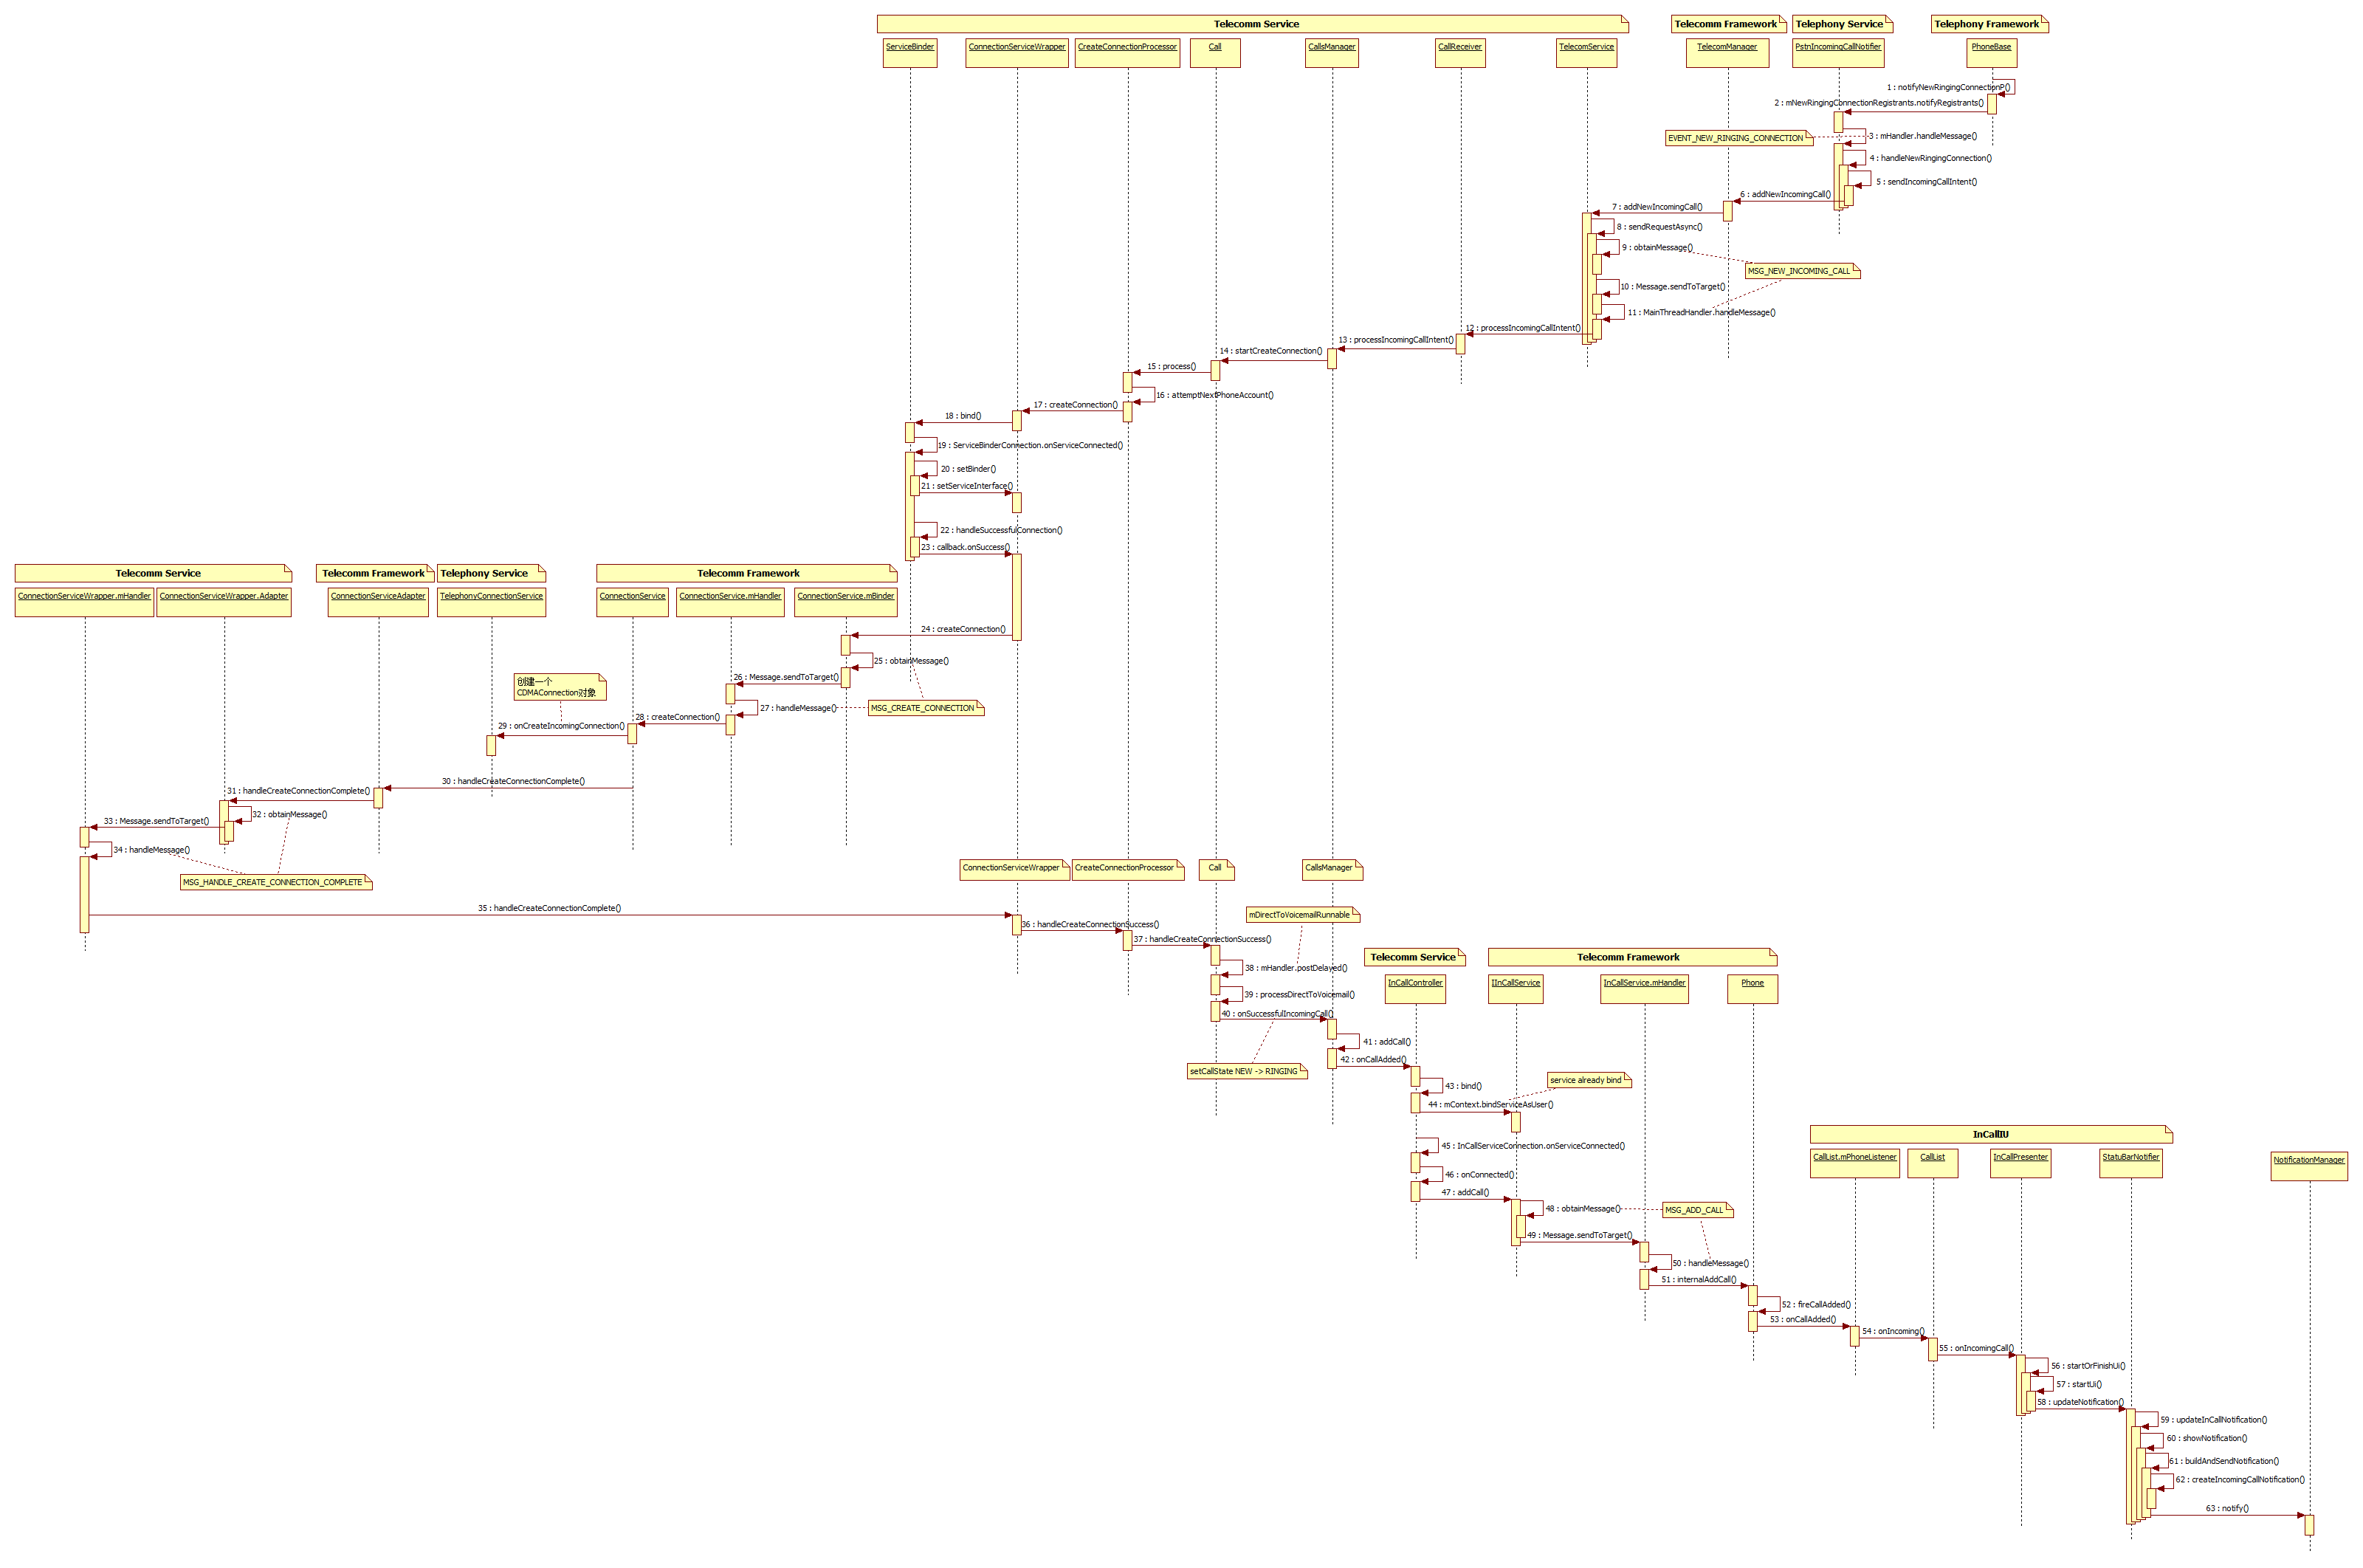 Telecomm Service
Telecomm Framework
Telephony Service
Telephony Framework
ServiceBinder
ConnectionServiceWrapper
CreateConnectionProcessor
Call
CallsManager
CallReceiver
TelecomService
TelecomManager
PstnIncomingCallNotifier
PhoneBase
1 : notifyNewRingingConnectionP()
2 : mNewRingingConnectionRegistrants.notifyRegistrants()
EVENT_NEW_RINGING_CONNECTION
3 : mHandler.handleMessage()
4 : handleNewRingingConnection()
5 : sendIncomingCallIntent()
6 : addNewIncomingCall()
7 : addNewIncomingCall()
8 : sendRequestAsync()
9 : obtainMessage()
MSG_NEW_INCOMING_CALL
10 : Message.sendToTarget()
11 : MainThreadHandler.handleMessage()
12 : processIncomingCallIntent()
13 : processIncomingCallIntent()
14 : startCreateConnection()
15 : process()
16 : attemptNextPhoneAccount()
17 : createConnection()
18 : bind()
19 : ServiceBinderConnection.onServiceConnected()
20 : setBinder()
21 : setServiceInterface()
22 : handleSuccessfulConnection()
23 : callback.onSuccess()
Telecomm Service
Telecomm Framework
Telephony Service
Telecomm Framework
ConnectionServiceWrapper.mHandler
ConnectionServiceWrapper.Adapter
ConnectionServiceAdapter
TelephonyConnectionService
ConnectionService
ConnectionService.mHandler
ConnectionService.mBinder
24 : createConnection()
25 : obtainMessage()
26 : Message.sendToTarget()
创建一个
CDMAConnection对象
27 : handleMessage()
MSG_CREATE_CONNECTION
28 : createConnection()
29 : onCreateIncomingConnection()
30 : handleCreateConnectionComplete()
31 : handleCreateConnectionComplete()
32 : obtainMessage()
33 : Message.sendToTarget()
34 : handleMessage()
MSG_HANDLE_CREATE_CONNECTION_COMPLETE
ConnectionServiceWrapper
CreateConnectionProcessor
Call
CallsManager
35 : handleCreateConnectionComplete()
mDirectToVoicemailRunnable
36 : handleCreateConnectionSuccess()
37 : handleCreateConnectionSuccess()
Telecomm Service
Telecomm Framework
38 : mHandler.postDelayed()
InCallController
IInCallService
InCallService.mHandler
Phone
39 : processDirectToVoicemail()
40 : onSuccessfulIncomingCall()
41 : addCall()
42 : onCallAdded()
setCallState NEW -> RINGING
service already bind
43 : bind()
44 : mContext.bindServiceAsUser()
InCallIU
45 : InCallServiceConnection.onServiceConnected()
CallList.mPhoneListener
CallList
InCallPresenter
StatuBarNotifier
NotificationManager
46 : onConnected()
47 : addCall()
48 : obtainMessage()
MSG_ADD_CALL
49 : Message.sendToTarget()
50 : handleMessage()
51 : internalAddCall()
52 : fireCallAdded()
53 : onCallAdded()
54 : onIncoming()
55 : onIncomingCall()
56 : startOrFinishUi()
57 : startUi()
58 : updateNotification()
59 : updateInCallNotification()
60 : showNotification()
61 : buildAndSendNotification()
62 : createIncomingCallNotification()
63 : notify()